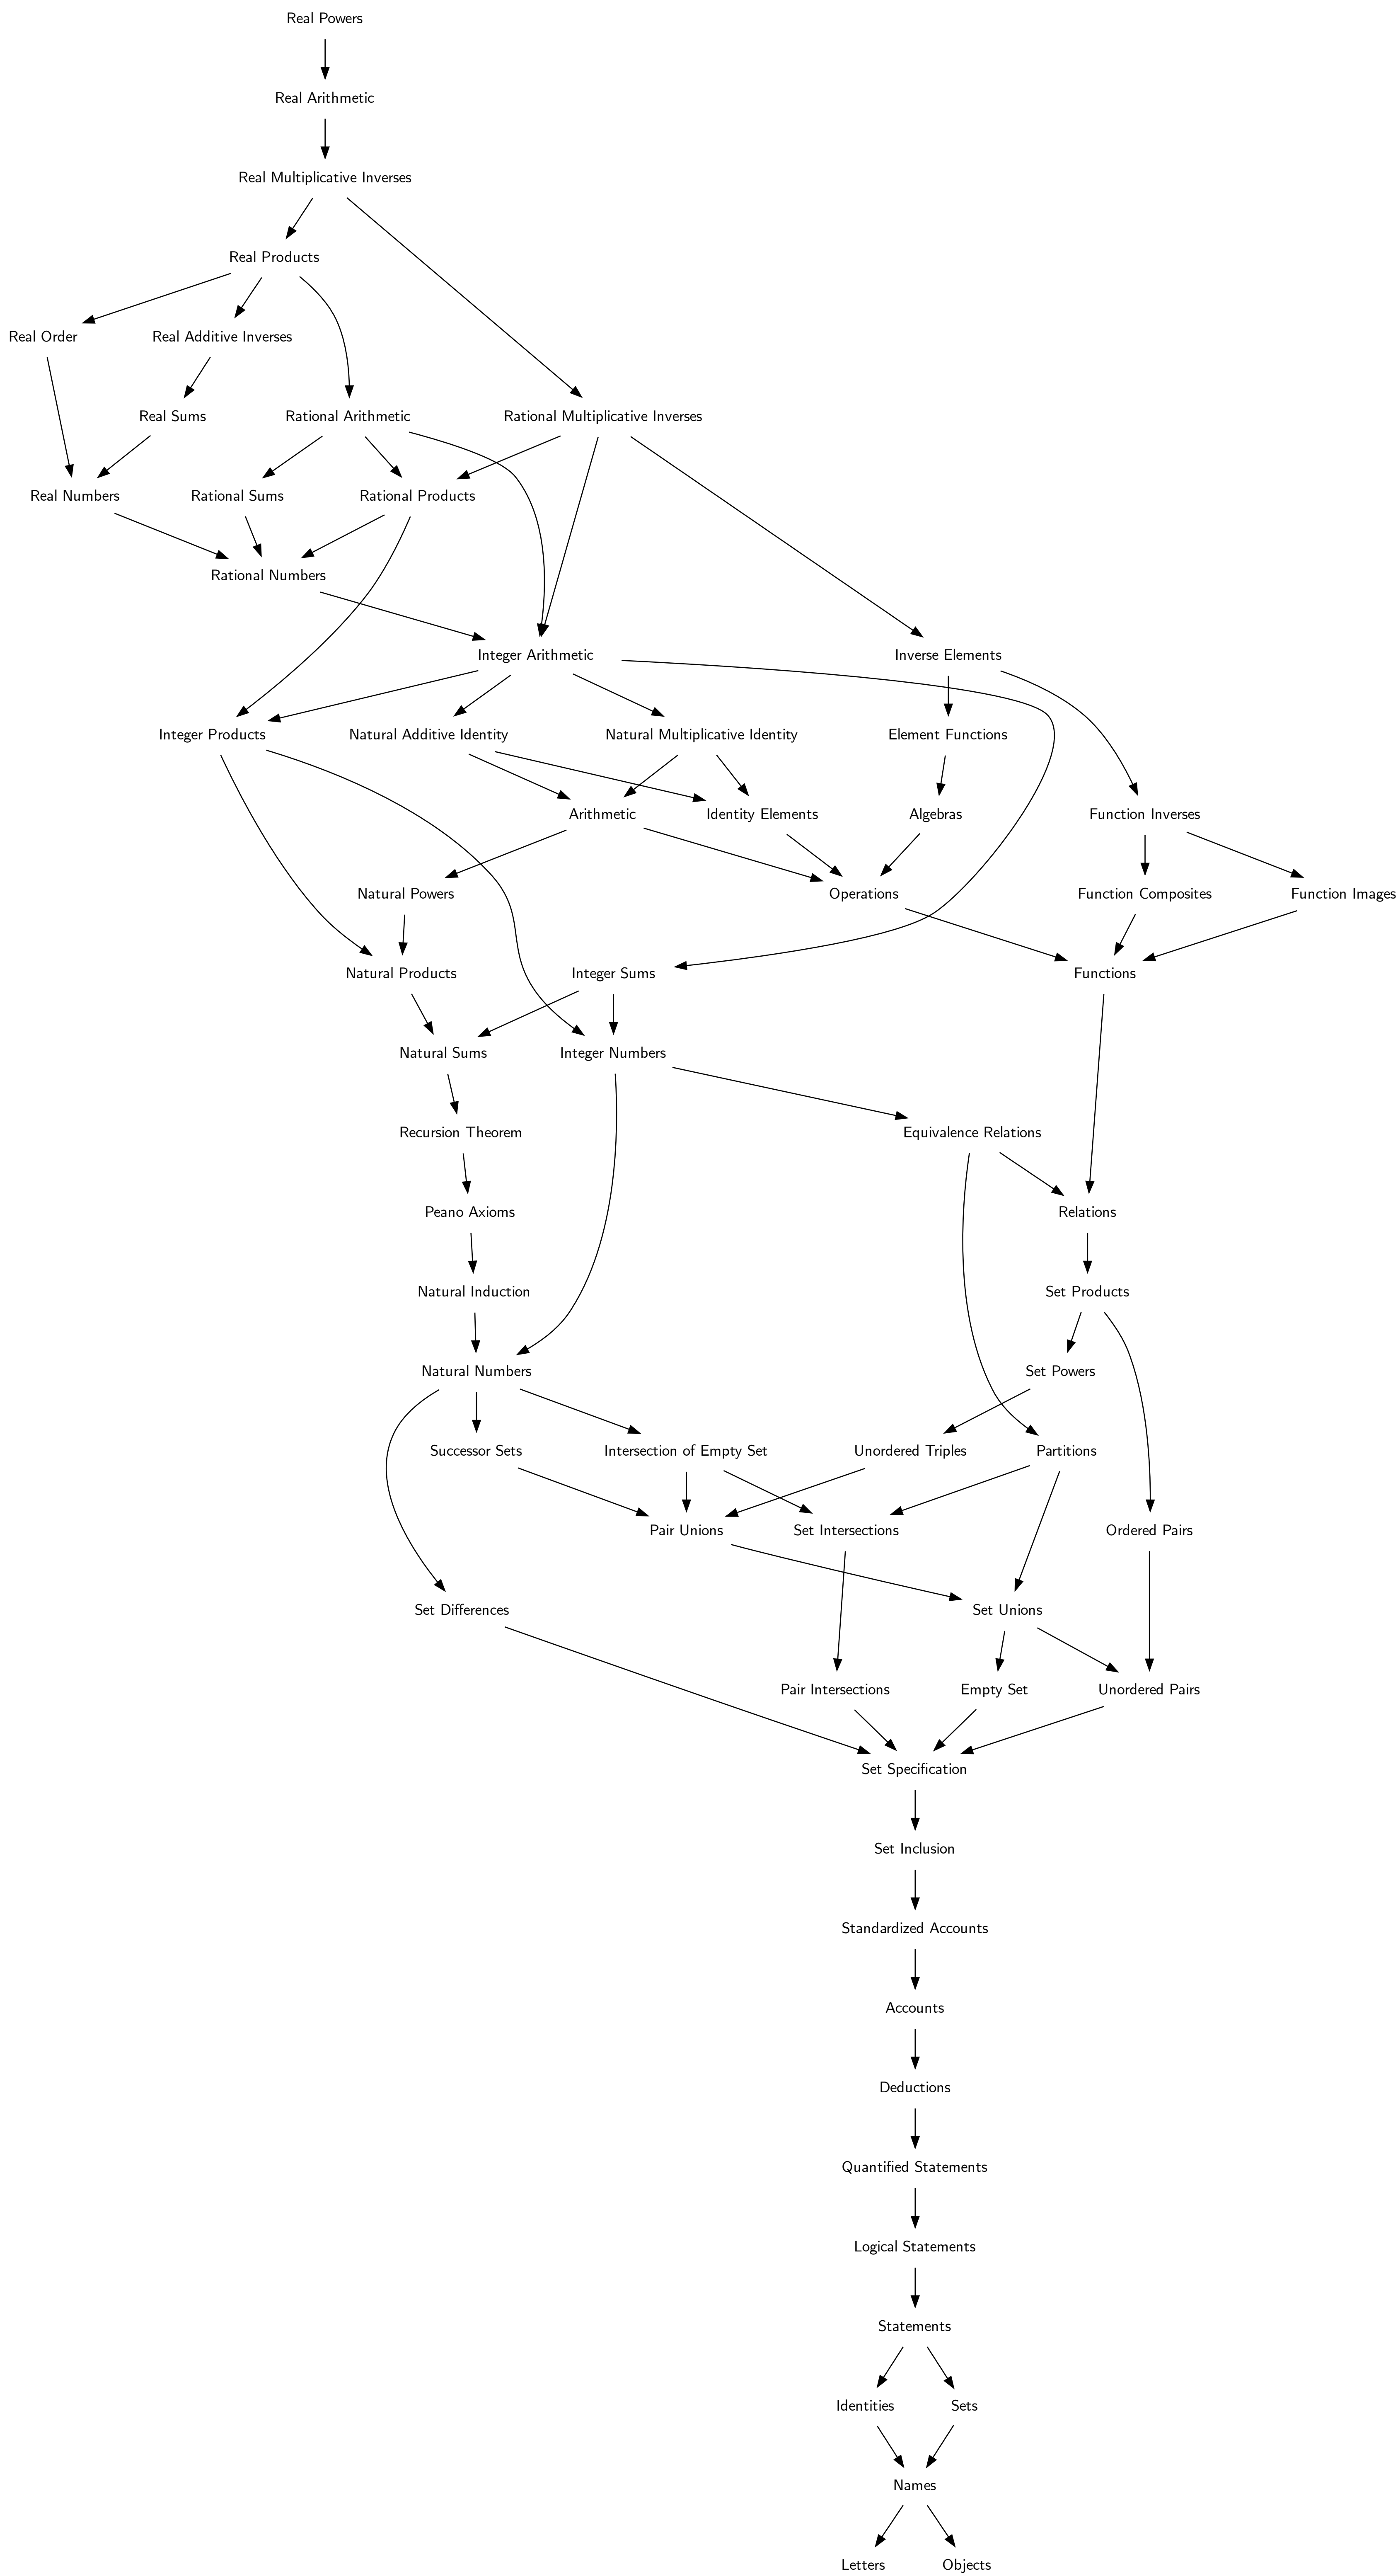 Real Powers
Real Arithmetic
Real Multiplicative Inverses
Real Products
Real Order
Real Additive Inverses
Real Sums
Rational Arithmetic
Rational Multiplicative Inverses
Real Numbers
Rational Sums
Rational Products
Rational Numbers
Integer Arithmetic
Inverse Elements
Integer Products
Natural Additive Identity
Natural Multiplicative Identity
Element Functions
Arithmetic
Identity Elements
Algebras
Function Inverses
Natural Powers
Operations
Function Composites
Function Images
Natural Products
Integer Sums
Functions
Natural Sums
Integer Numbers
Recursion Theorem
Equivalence Relations
Peano Axioms
Relations
Natural Induction
Set Products
Natural Numbers
Set Powers
Successor Sets
Intersection of Empty Set
Unordered Triples
Partitions
Pair Unions
Set Intersections
Ordered Pairs
Set Differences
Set Unions
Pair Intersections
Empty Set
Unordered Pairs
Set Specification
Set Inclusion
Standardized Accounts
Accounts
Deductions
Quantified Statements
Logical Statements
Statements
Identities
Sets
Names
Letters
Objects